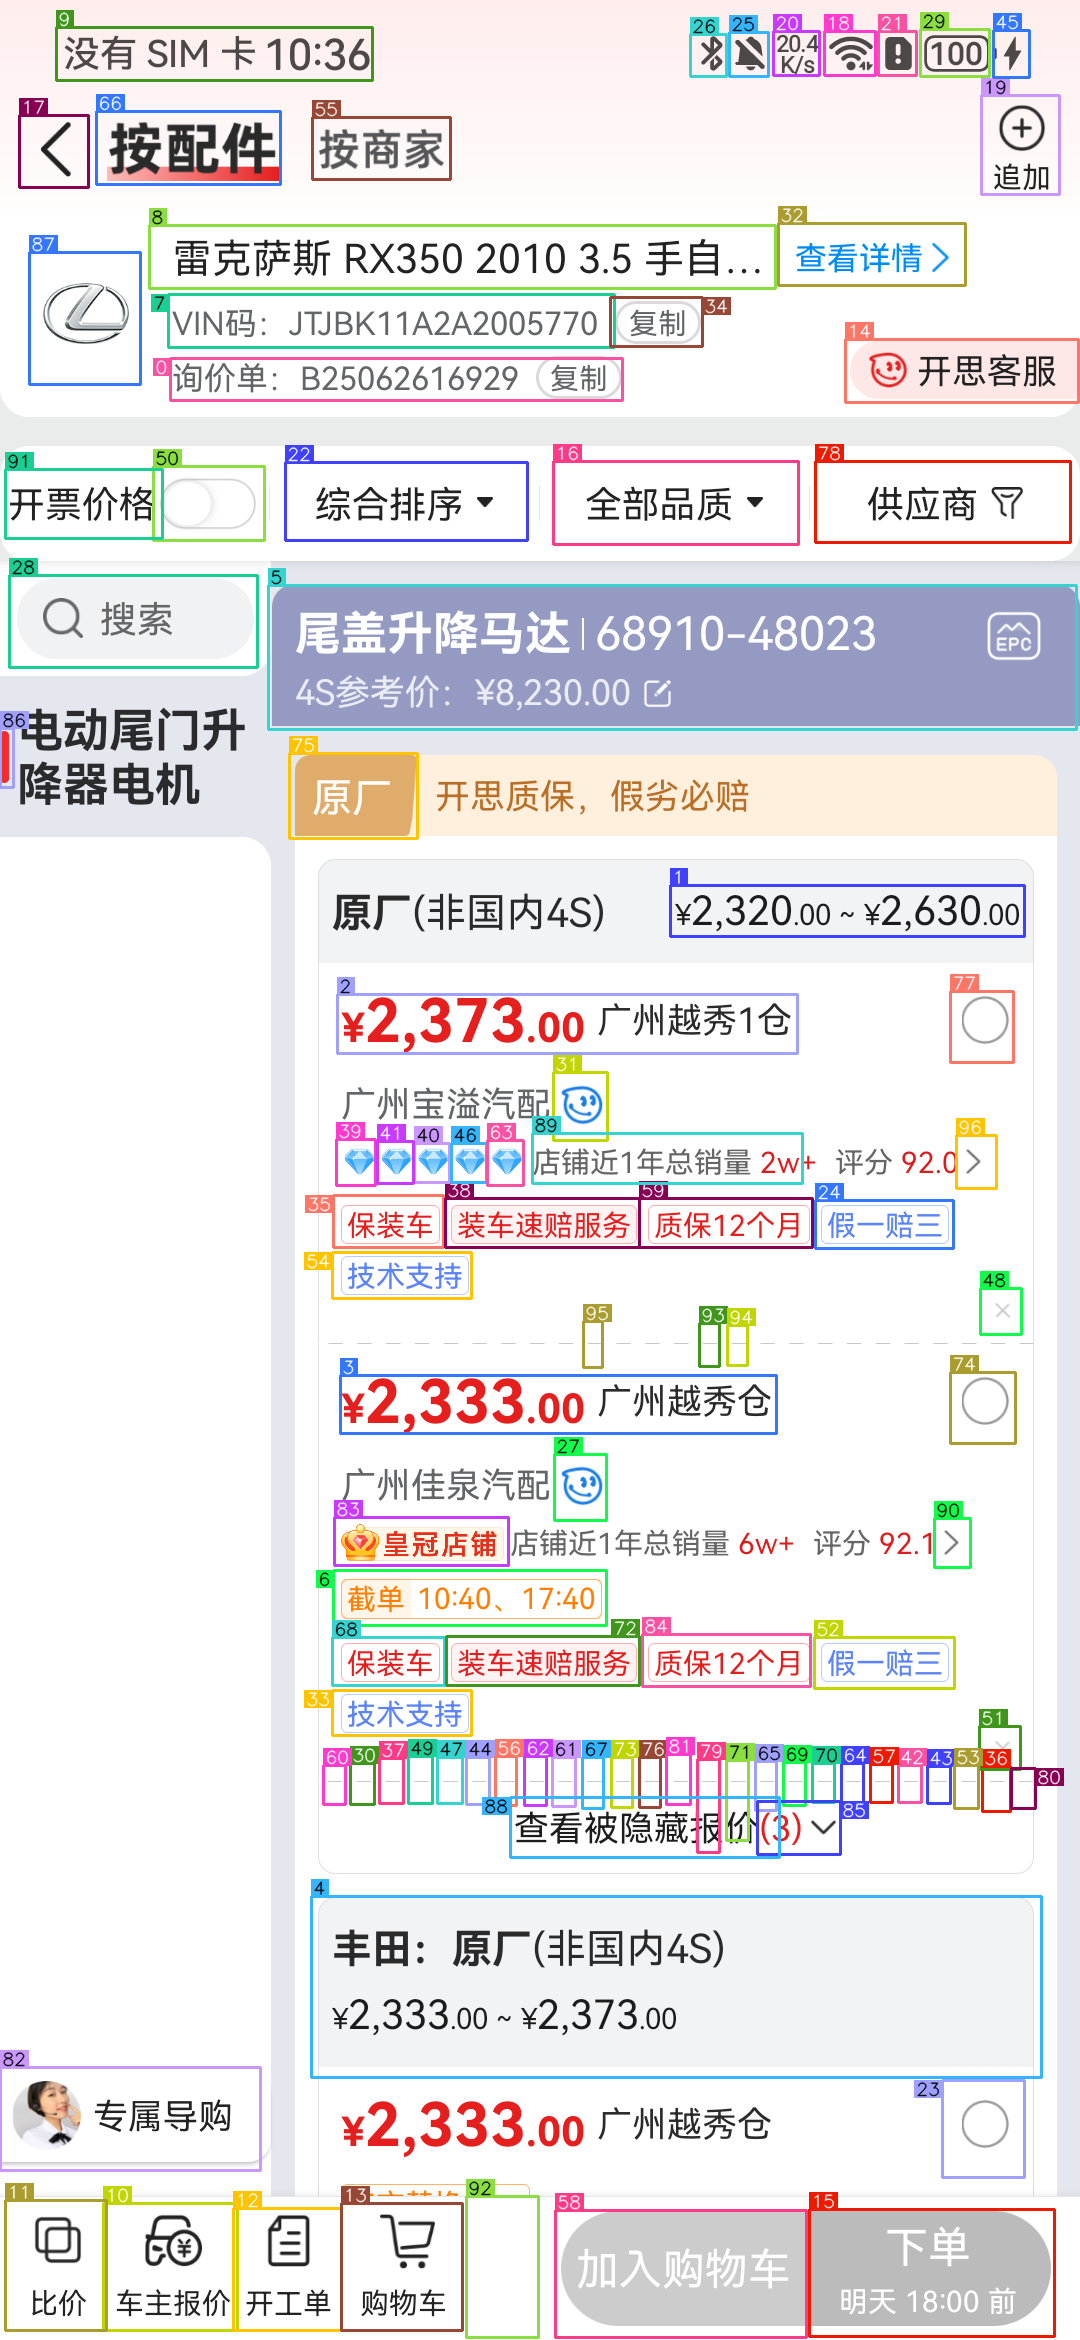 没有 SIM 卡 10:36
20.4 K/s
100
按配件
按商家
追加
雷克萨斯 RX350 2010 3.5 手自...
查看详情
VIN码：JTJBK11A2A2005770
复制
询价单：B25062616929
复制
开思客服
开票价格
综合排序
全部品质
供应商
搜索
尾盖升降马达
68910-48023
EPC
4S参考价：¥8,230.00
电动尾门升
降器电机
原厂
开思质保，假劣必赔
原厂(非国内4S)
¥2,320.00 ~ ¥2,630.00
¥2,373.00 广州越秀1仓
广州宝溢汽配
店铺近1年总销量 2w+ 评分 92.0
保装车
装车速赔服务
质保12个月
假一赔三
技术支持
¥2,333.00 广州越秀仓
广州佳泉汽配
皇冠店铺
店铺近1年总销量 6w+ 评分 92.1
截单 10:40、17:40
保装车
装车速赔服务
质保12个月
假一赔三
技术支持
查看被隐藏报价(3)
丰田：原厂(非国内4S)
¥2,333.00 ~ ¥2,373.00
¥2,333.00 广州越秀仓
专属导购
比价
车主报价
开工单
购物车
加入购物车
下单
明天 18:00 前